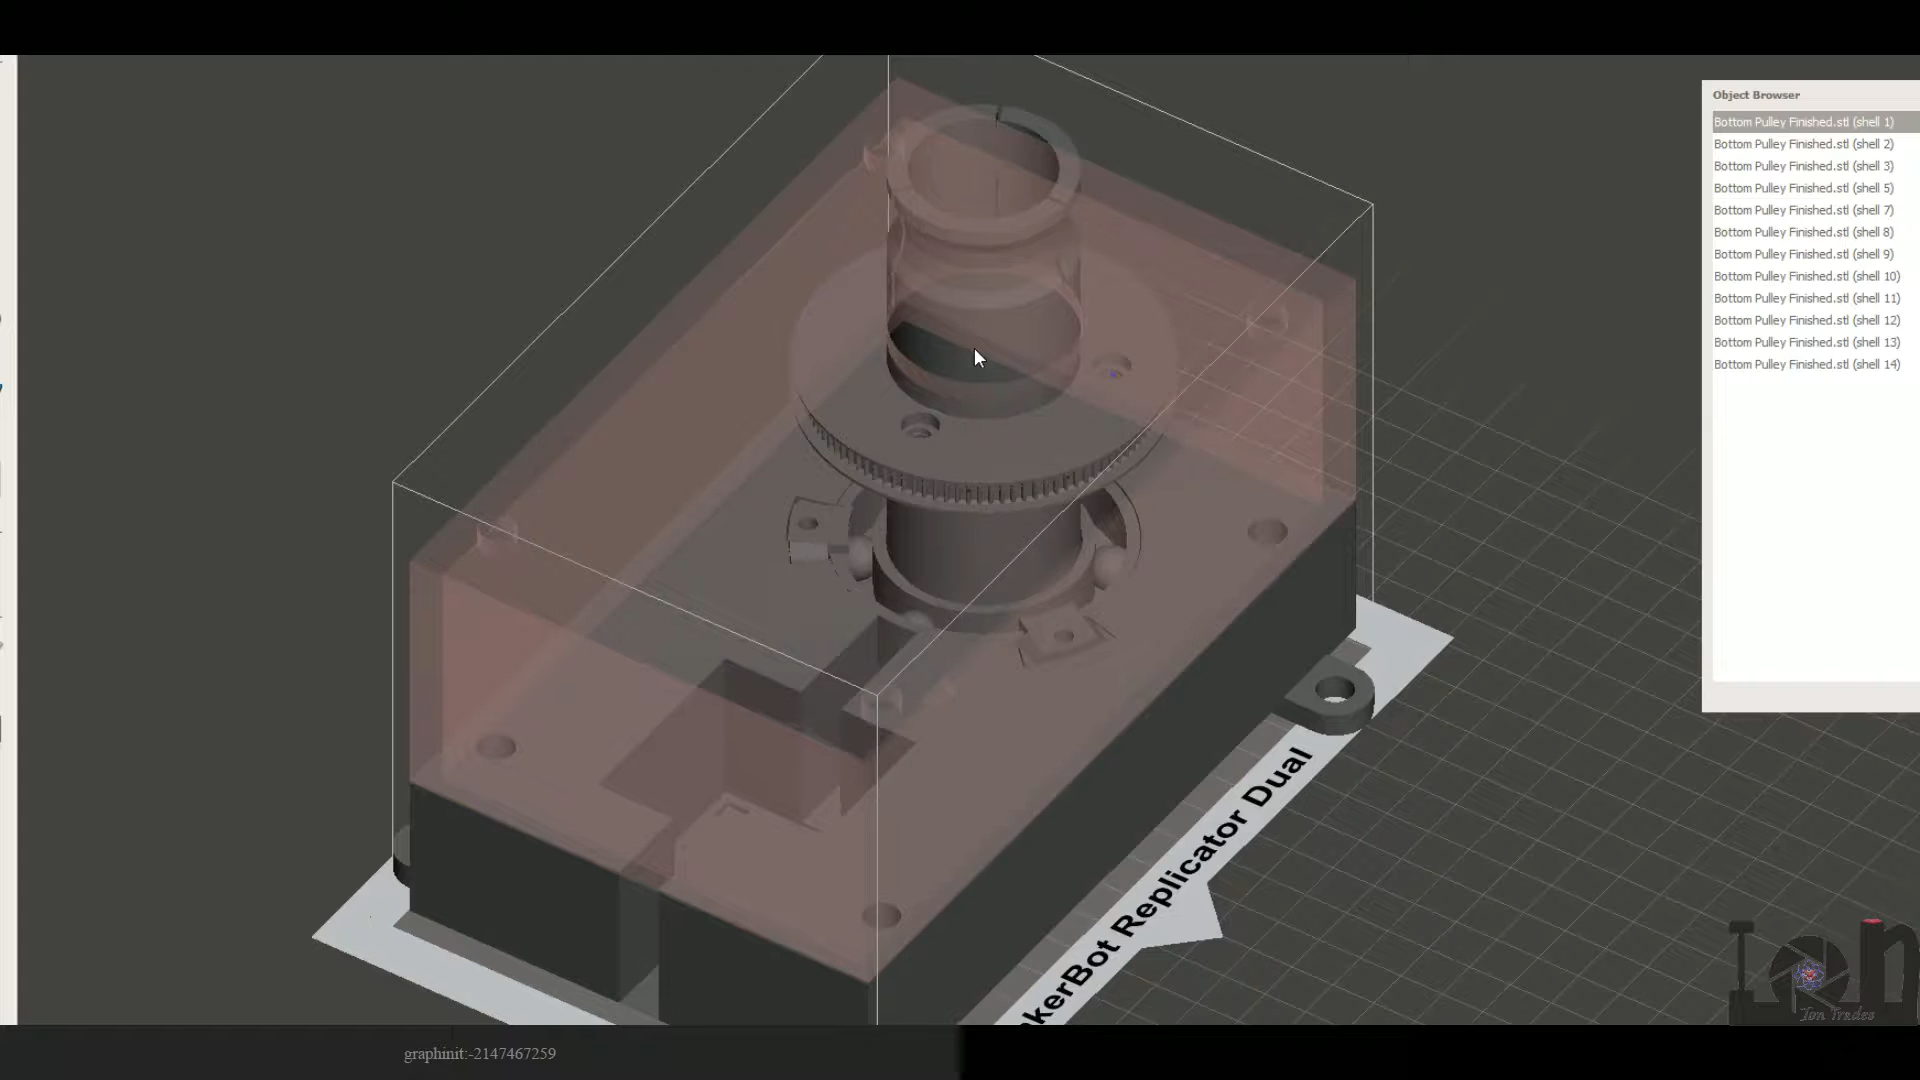 Object Browser
Bottom Pulley Finished.stl (shell 1)
Bottom Pulley Finished.stl (shell 2)
Bottom Pulley Finished.stl (shell 3)
Bottom Pulley Finished.stl (shell 5)
Bottom Pulley Finished.stl (shell 7)
Bottom Pulley Finished.stl (shell 8)
Bottom Pulley Finished.stl (shell 9)
Bottom Pulley Finished.stl (shell 10)
Bottom Pulley Finished.stl (shell 11)
Bottom Pulley Finished.stl (shell 12)
Bottom Pulley Finished.stl (shell 13)
Bottom Pulley Finished.stl (shell 14)
kerBot Replicator Dual
Ion
Ion Trades
graphinit:-2147467259